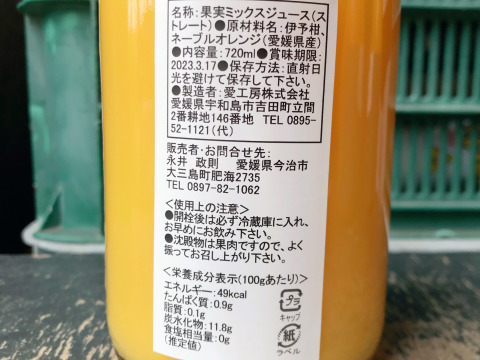 名称:果実ミックスジュース(ス
トレート)●原材料名:伊予柑、
ネーブルオレンジ(愛媛県産)
●内容量:720ml●賞味期限:
2023.3.17●保存方法:直射日
光を避けて保存して下さい。
●製造者:愛工房株式会社
愛媛県宇和島市吉田町立間
2番耕地146番地 TEL 0895-
52-1121(代)
販売者・お問合せ先:
永井 政則 愛媛県今治市
大三島町肥海2735
TEL 0897-82-1062
<使用上の注意>
●開栓後は必ず冷蔵庫に入れ、
お早めにお飲み下さい。
●沈殿物は果肉ですので、よく
振ってお召し上がり下さい。
<栄養成分表示(100gあたり)>
エネルギー:49kcal
たんぱく質:0.9g
脂質:0.1g
炭水化物:11.8g
食塩相当量:0g
(推定値)
プラ
キャップ
紙
ラベル